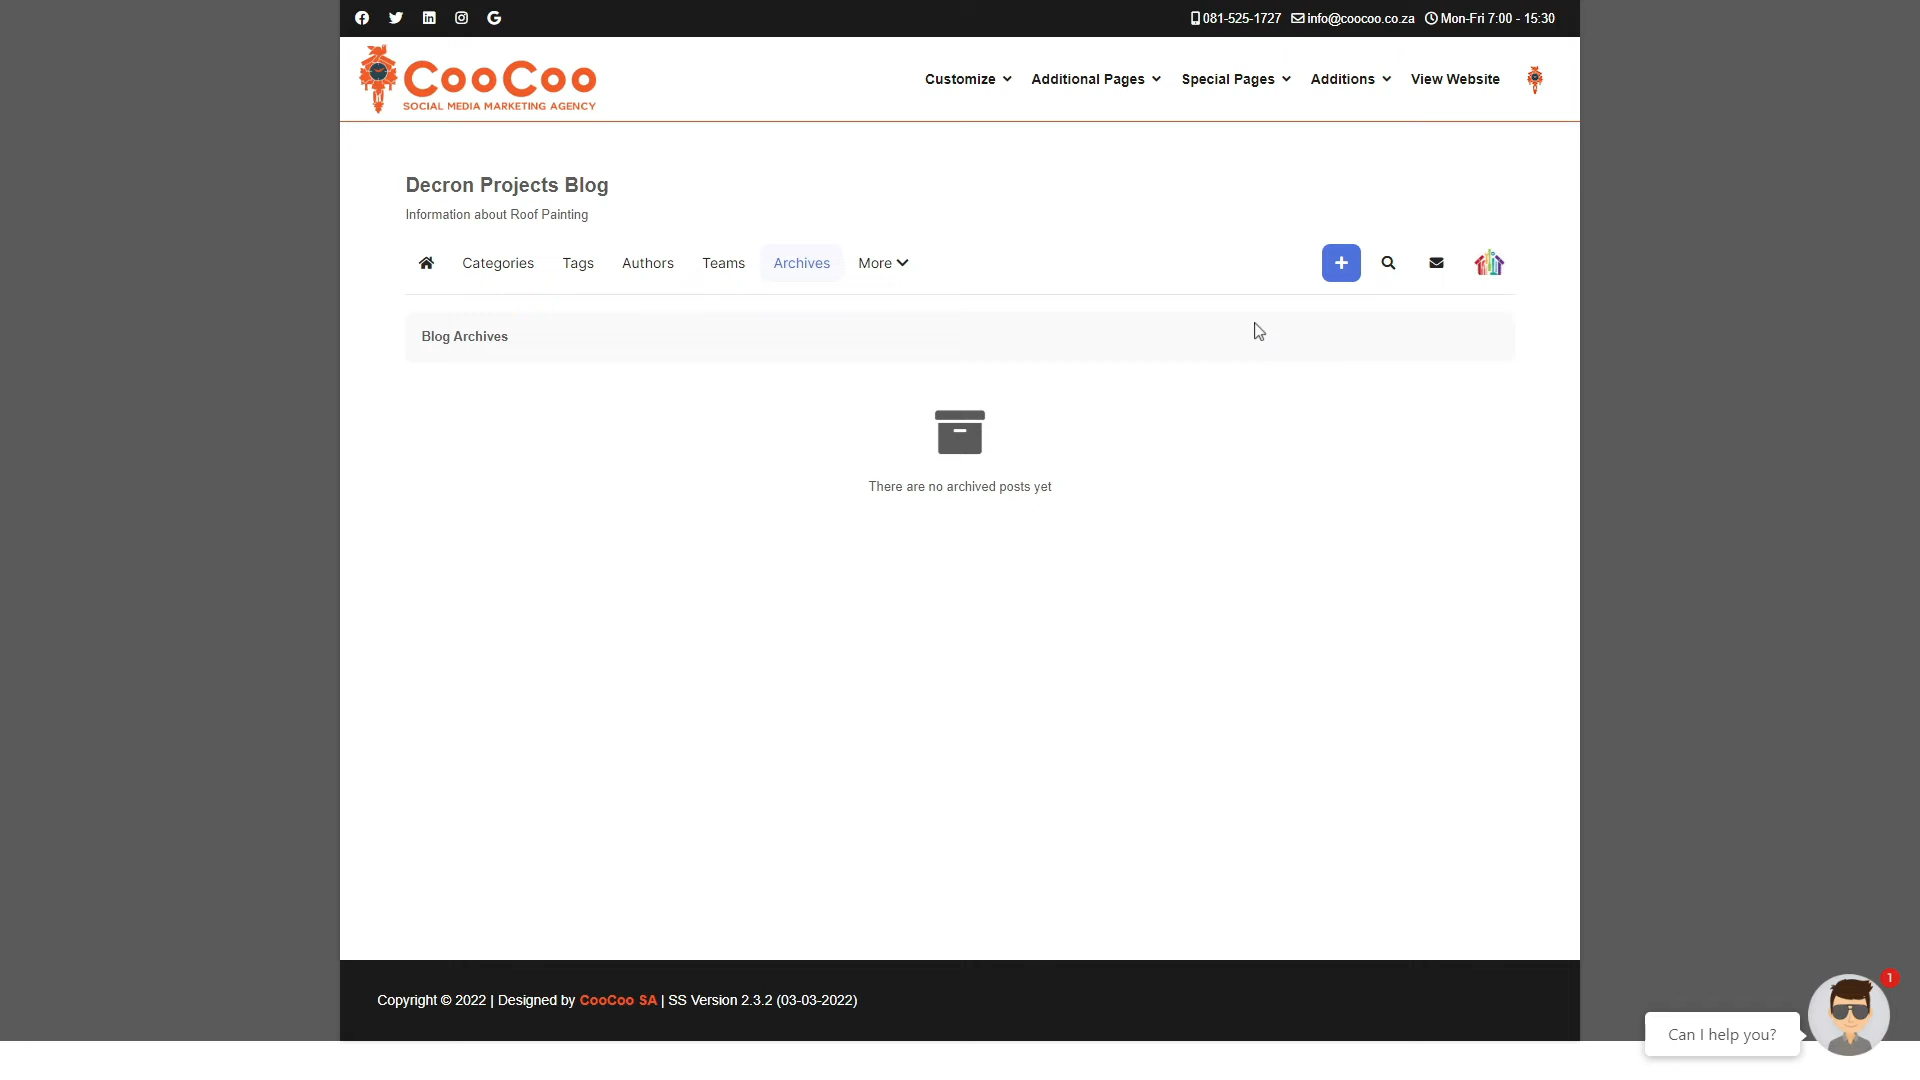 081-525-1727 info@coocoo.co.za Mon-Fri 7:00 - 15:30
CooCoo
SOCIAL MEDIA MARKETING AGENCY
Customize Additional Pages Special Pages Additions View Website
Decron Projects Blog
Information about Roof Painting
Categories Tags Authors Teams Archives More
Blog Archives
There are no archived posts yet
Copyright © 2022 | Designed by CooCoo SA | SS Version 2.3.2 (03-03-2022)
1
Can I help you?